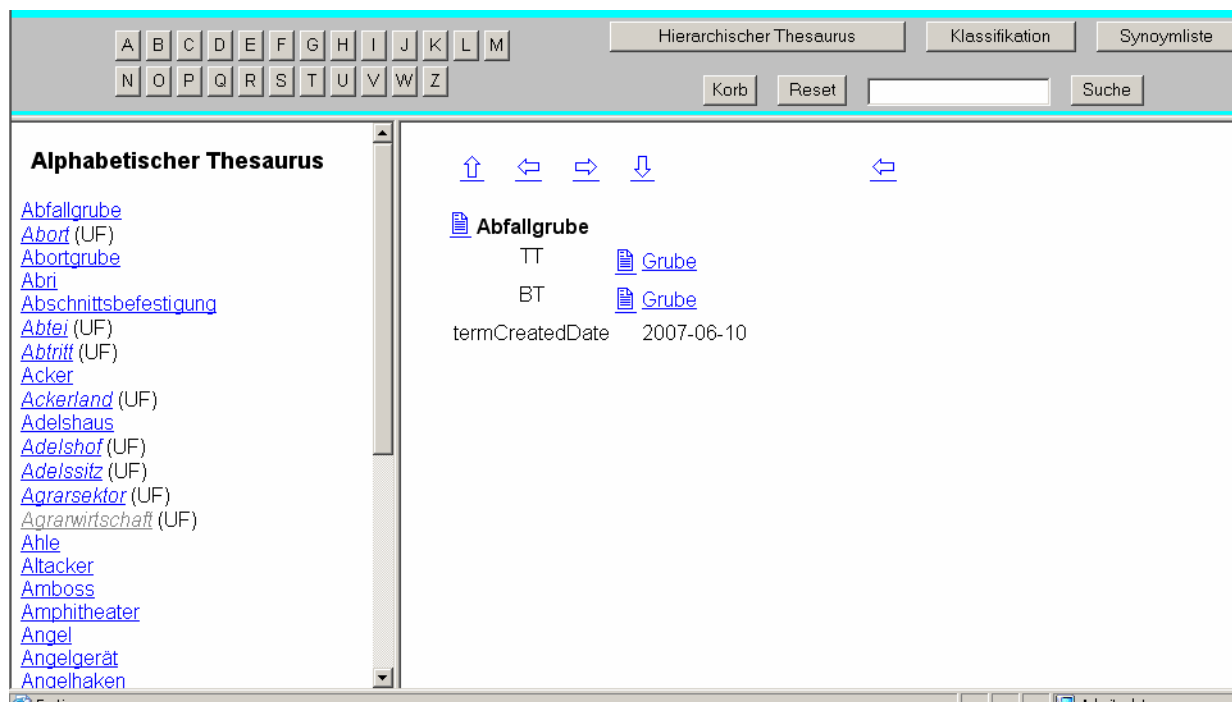 A B C D E F G H I J K L M
Hierarchischer Thesaurus Klassifikation Synoymliste
N O P Q R S T U V W Z
Korb Reset Suche
Alphabetischer Thesaurus
Abfallgrube
Abort (UF)
Abortgrube
Abri
Abschnittsbefestigung
Abtei (UF)
Abtritt (UF)
Acker
Ackerland (UF)
Adelshaus
Adelshof (UF)
Adelssitz (UF)
Agrarsektor (UF)
Agrarwirtschaft (UF)
Ahle
Altacker
Amboss
Amphitheater
Angel
Angelgerät
Angelhaken
Abfallgrube
TT Grube
BT Grube
termCreatedDate 2007-06-10